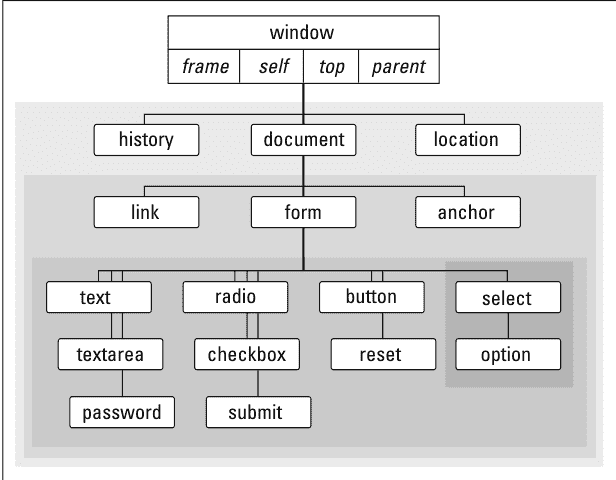 window
frame self top parent
history document location
link form anchor
text radio button select
textarea checkbox reset option
password submit